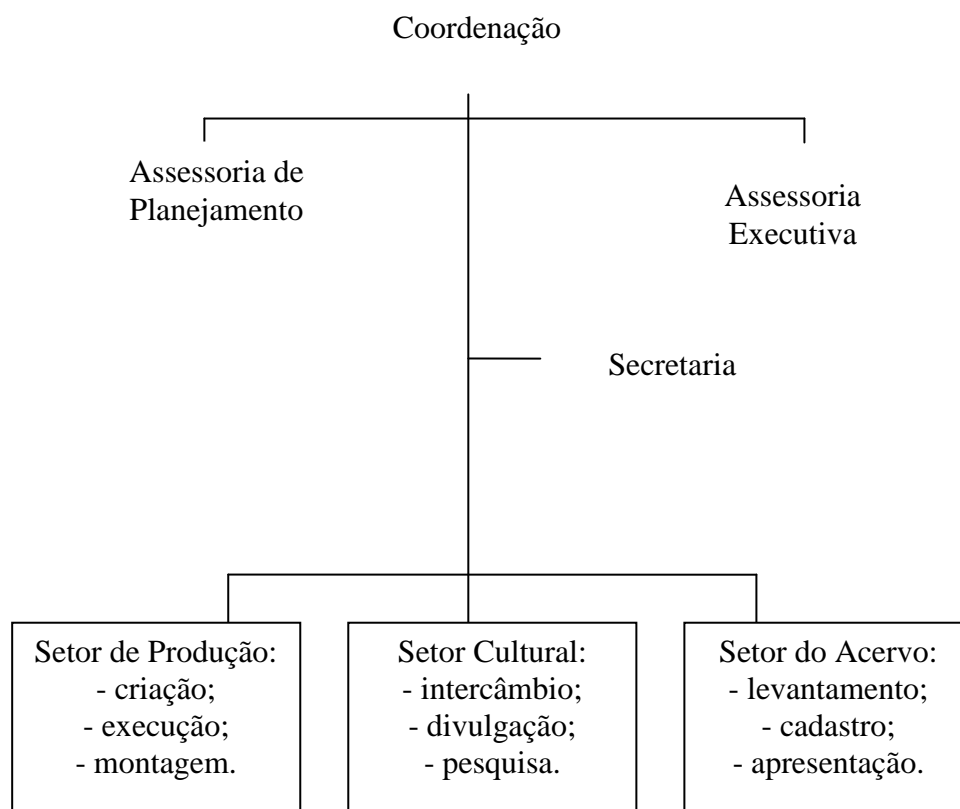 Coordenação
Assessoria de
Planejamento
Assessoria
Executiva
Secretaria
Setor de Produção:
- criação;
- execução;
- montagem.
Setor Cultural:
- intercâmbio;
- divulgação;
- pesquisa.
Setor do Acervo:
- levantamento;
- cadastro;
- apresentação.